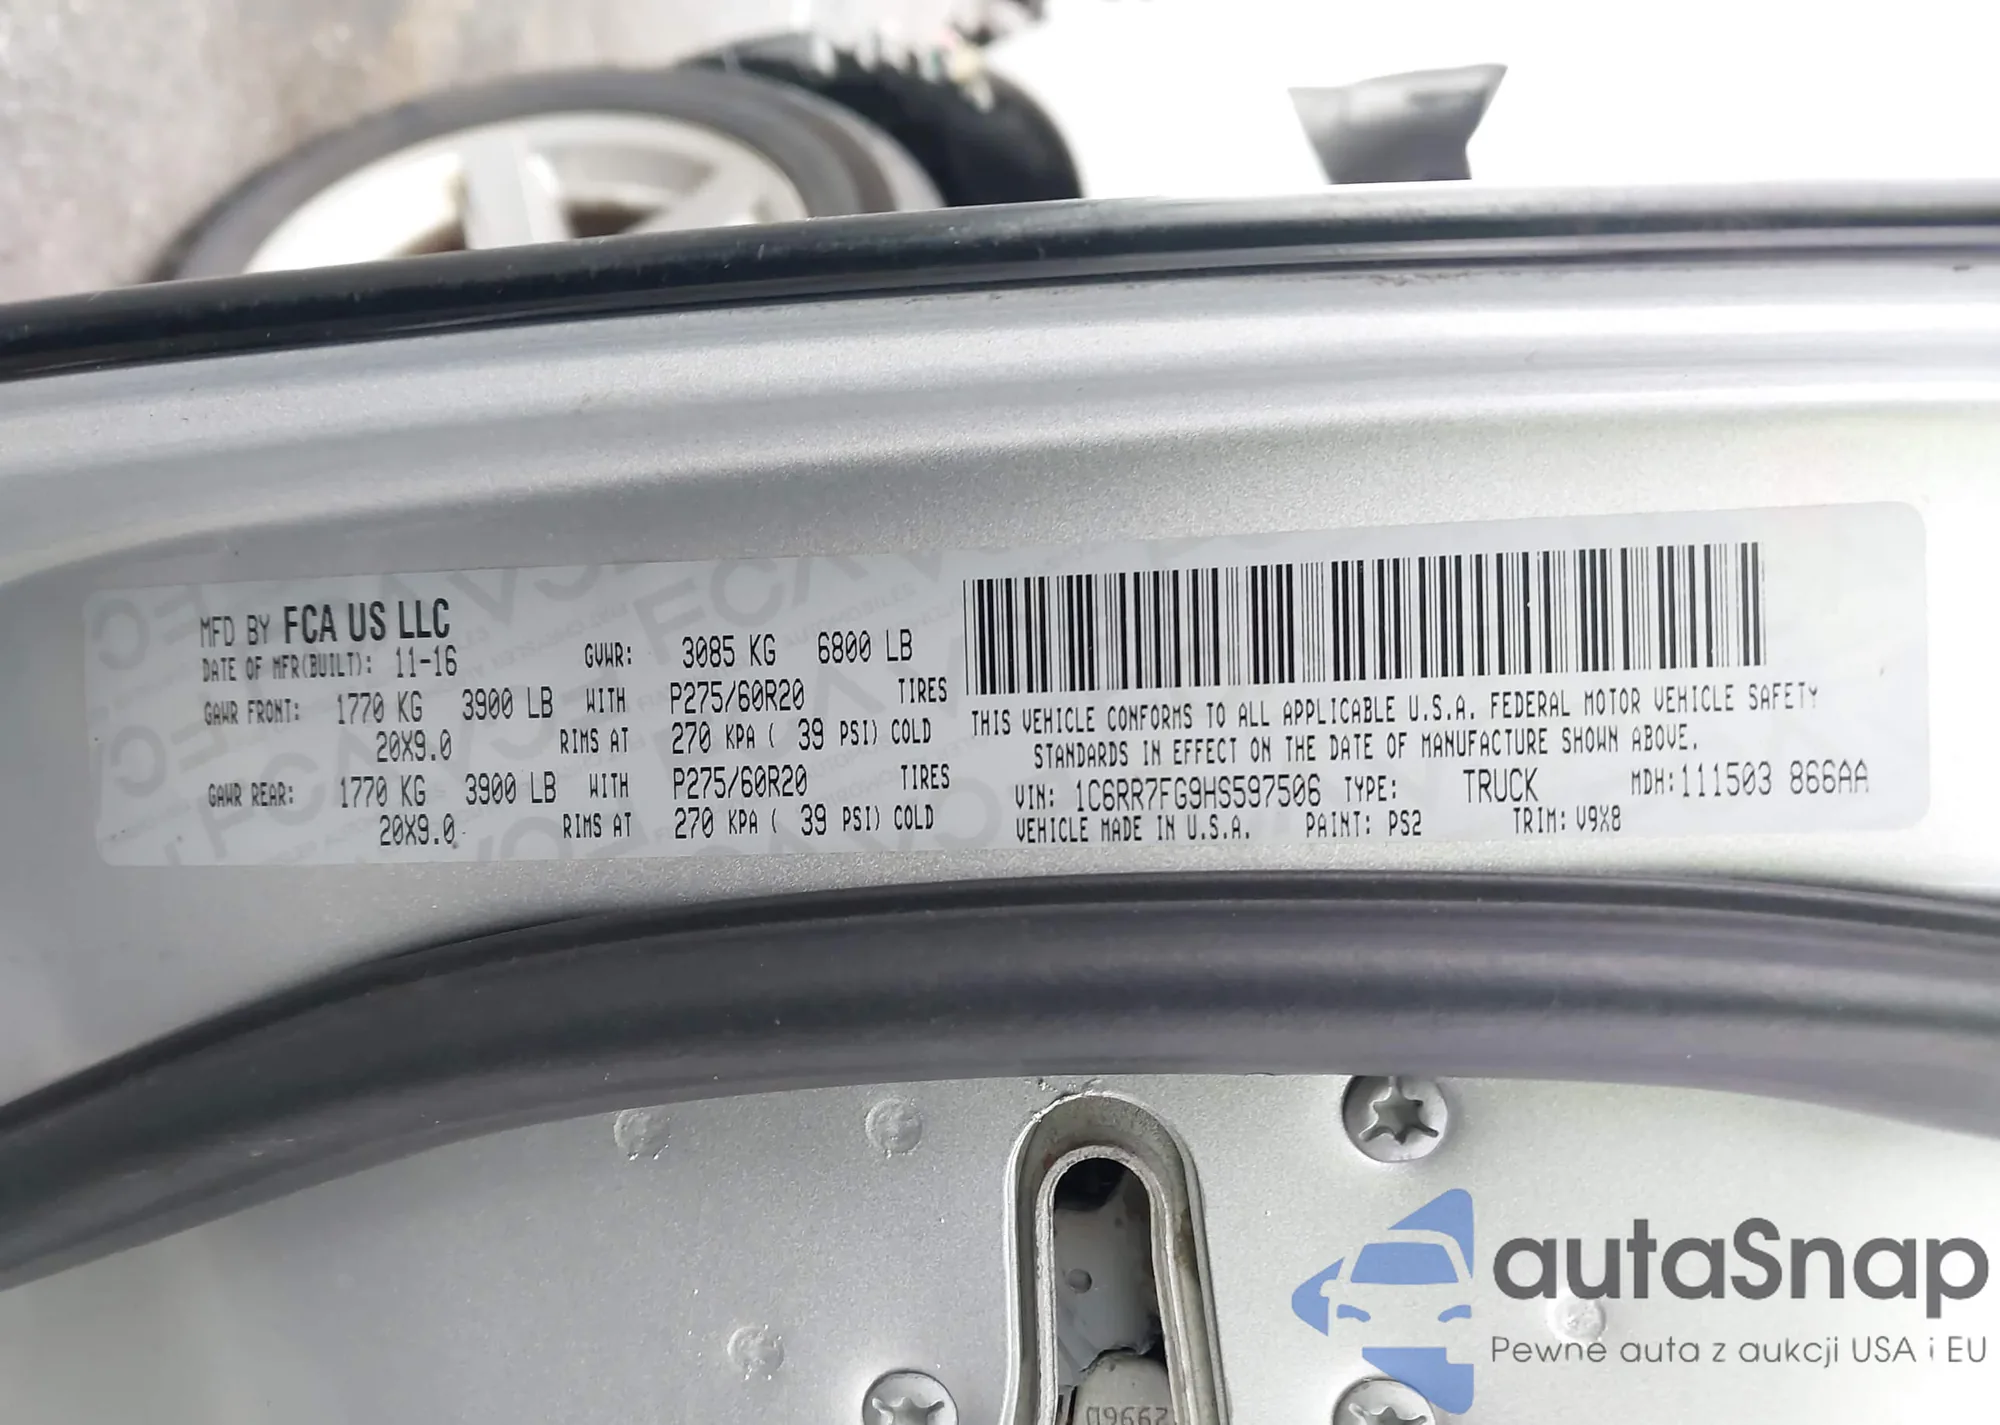 MFD BY FCA US LLC
DATE OF MFR(BUILT): 11-16 GVWR: 3085 KG 6800 LB
GAWR FRONT: 1770 KG 3900 LB WITH P275/60R20 TIRES
20X9.0 RIMS AT 270 KPA ( 39 PSI) COLD
GAWR REAR: 1770 KG 3900 LB WITH P275/60R20 TIRES
20X9.0 RIMS AT 270 KPA ( 39 PSI) COLD
THIS VEHICLE CONFORMS TO ALL APPLICABLE U.S.A. FEDERAL MOTOR VEHICLE SAFETY
STANDARDS IN EFFECT ON THE DATE OF MANUFACTURE SHOWN ABOVE.
VIN: 1C6RR7FG9HS597506 TYPE: TRUCK MDH:111503 866AA
VEHICLE MADE IN U.S.A. PAINT: PS2 TRIM: V9X8
autaSnap
Pewne auta z aukcji USA i EU